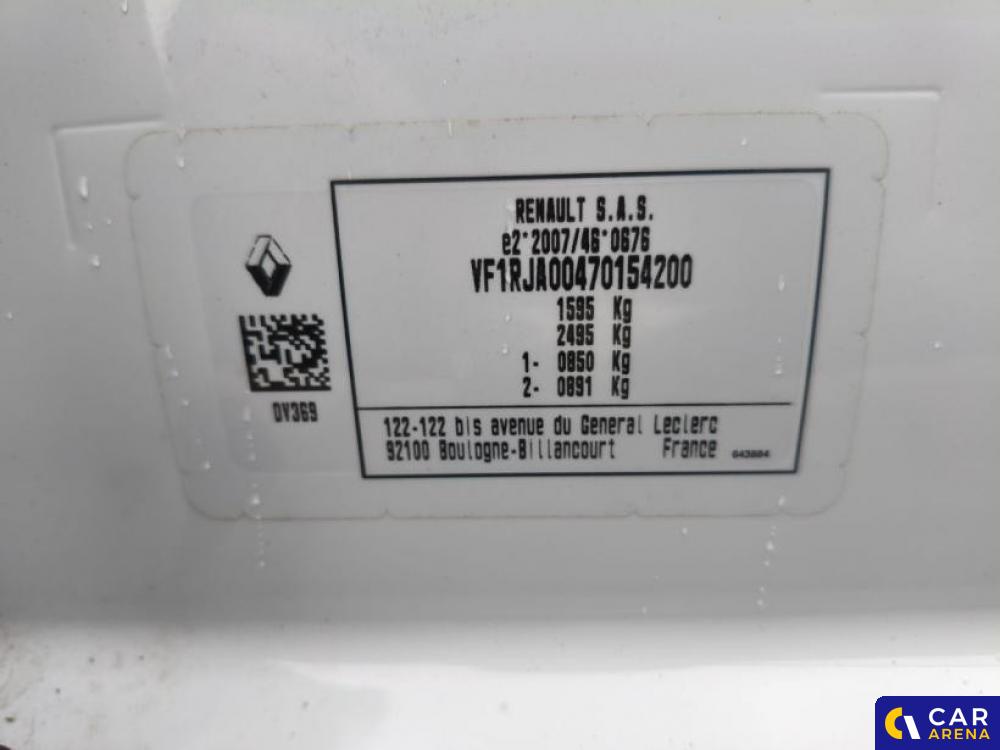 RENAULT S.A.S.
e2*2007/46*0676
VF1RJA00470154200
1595 Kg
2495 Kg
1- 0850 Kg
2- 0891 Kg
DV369
122-122 bis avenue du General Leclerc
92100 Boulogne-Billancourt France
CAR
ARENA